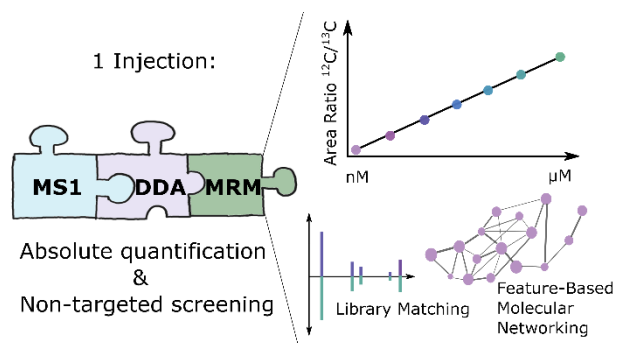 1 Injection:
MS1 DDA MRM
Absolute quantification
&
Non-targeted screening
Area Ratio ¹²C/¹³C
nM μM
Library Matching
Feature-Based
Molecular
Networking